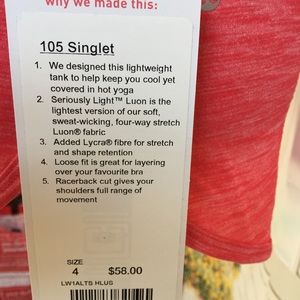 why we made this:
105 Singlet
1. We designed this lightweight
tank to help keep you cool yet
covered in hot yoga
2. Seriously Light™ Luon is the
lightest version of our soft,
sweat-wicking, four-way stretch
Luon® fabric
3. Added Lycra® fibre for stretch
and shape retention
4. Loose fit is great for layering
over your favourite bra
5. Racerback cut gives your
shoulders full range of
movement
SIZE
4 $58.00
LW1ALTS HLUS